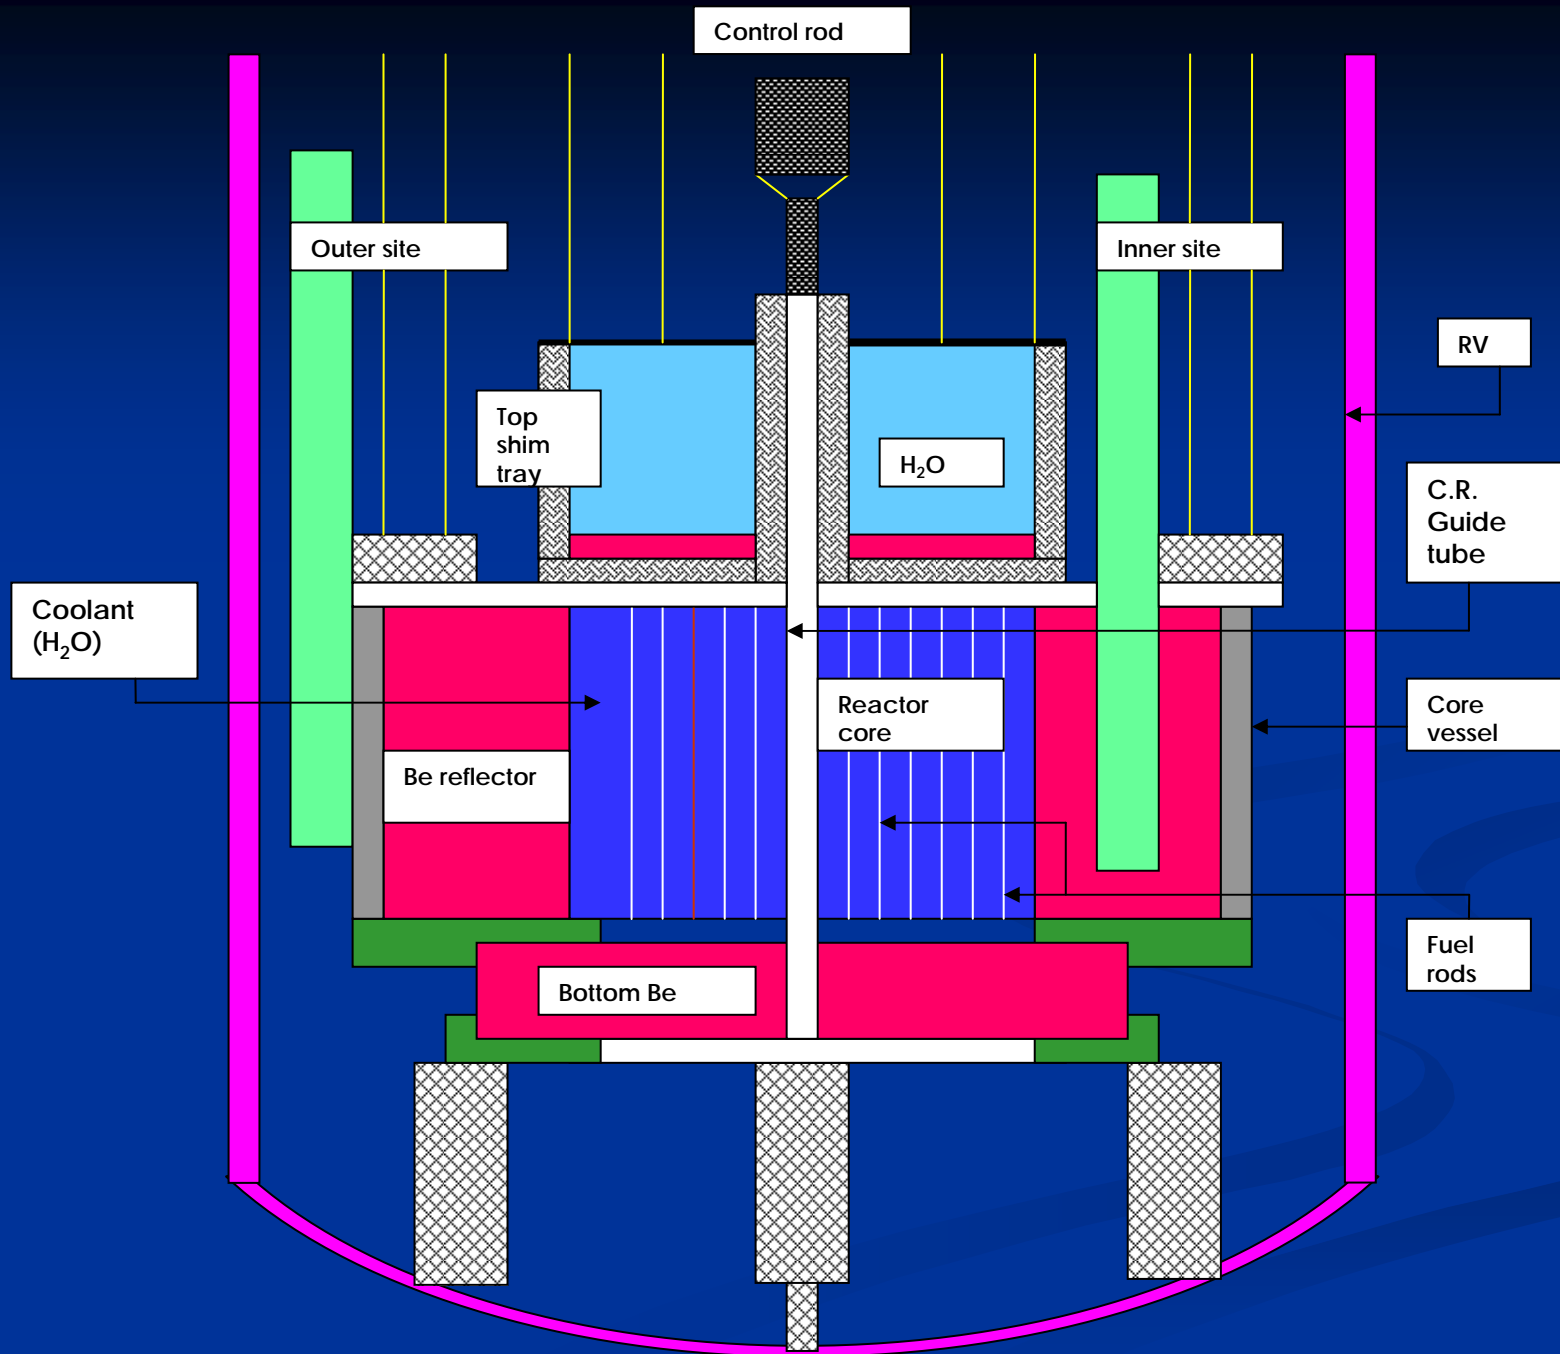 Control rod
Outer site
Inner site
RV
Top
shim
tray
H₂O
C.R.
Guide
tube
Coolant
(H₂O)
Reactor
core
Core
vessel
Be reflector
Fuel
rods
Bottom Be